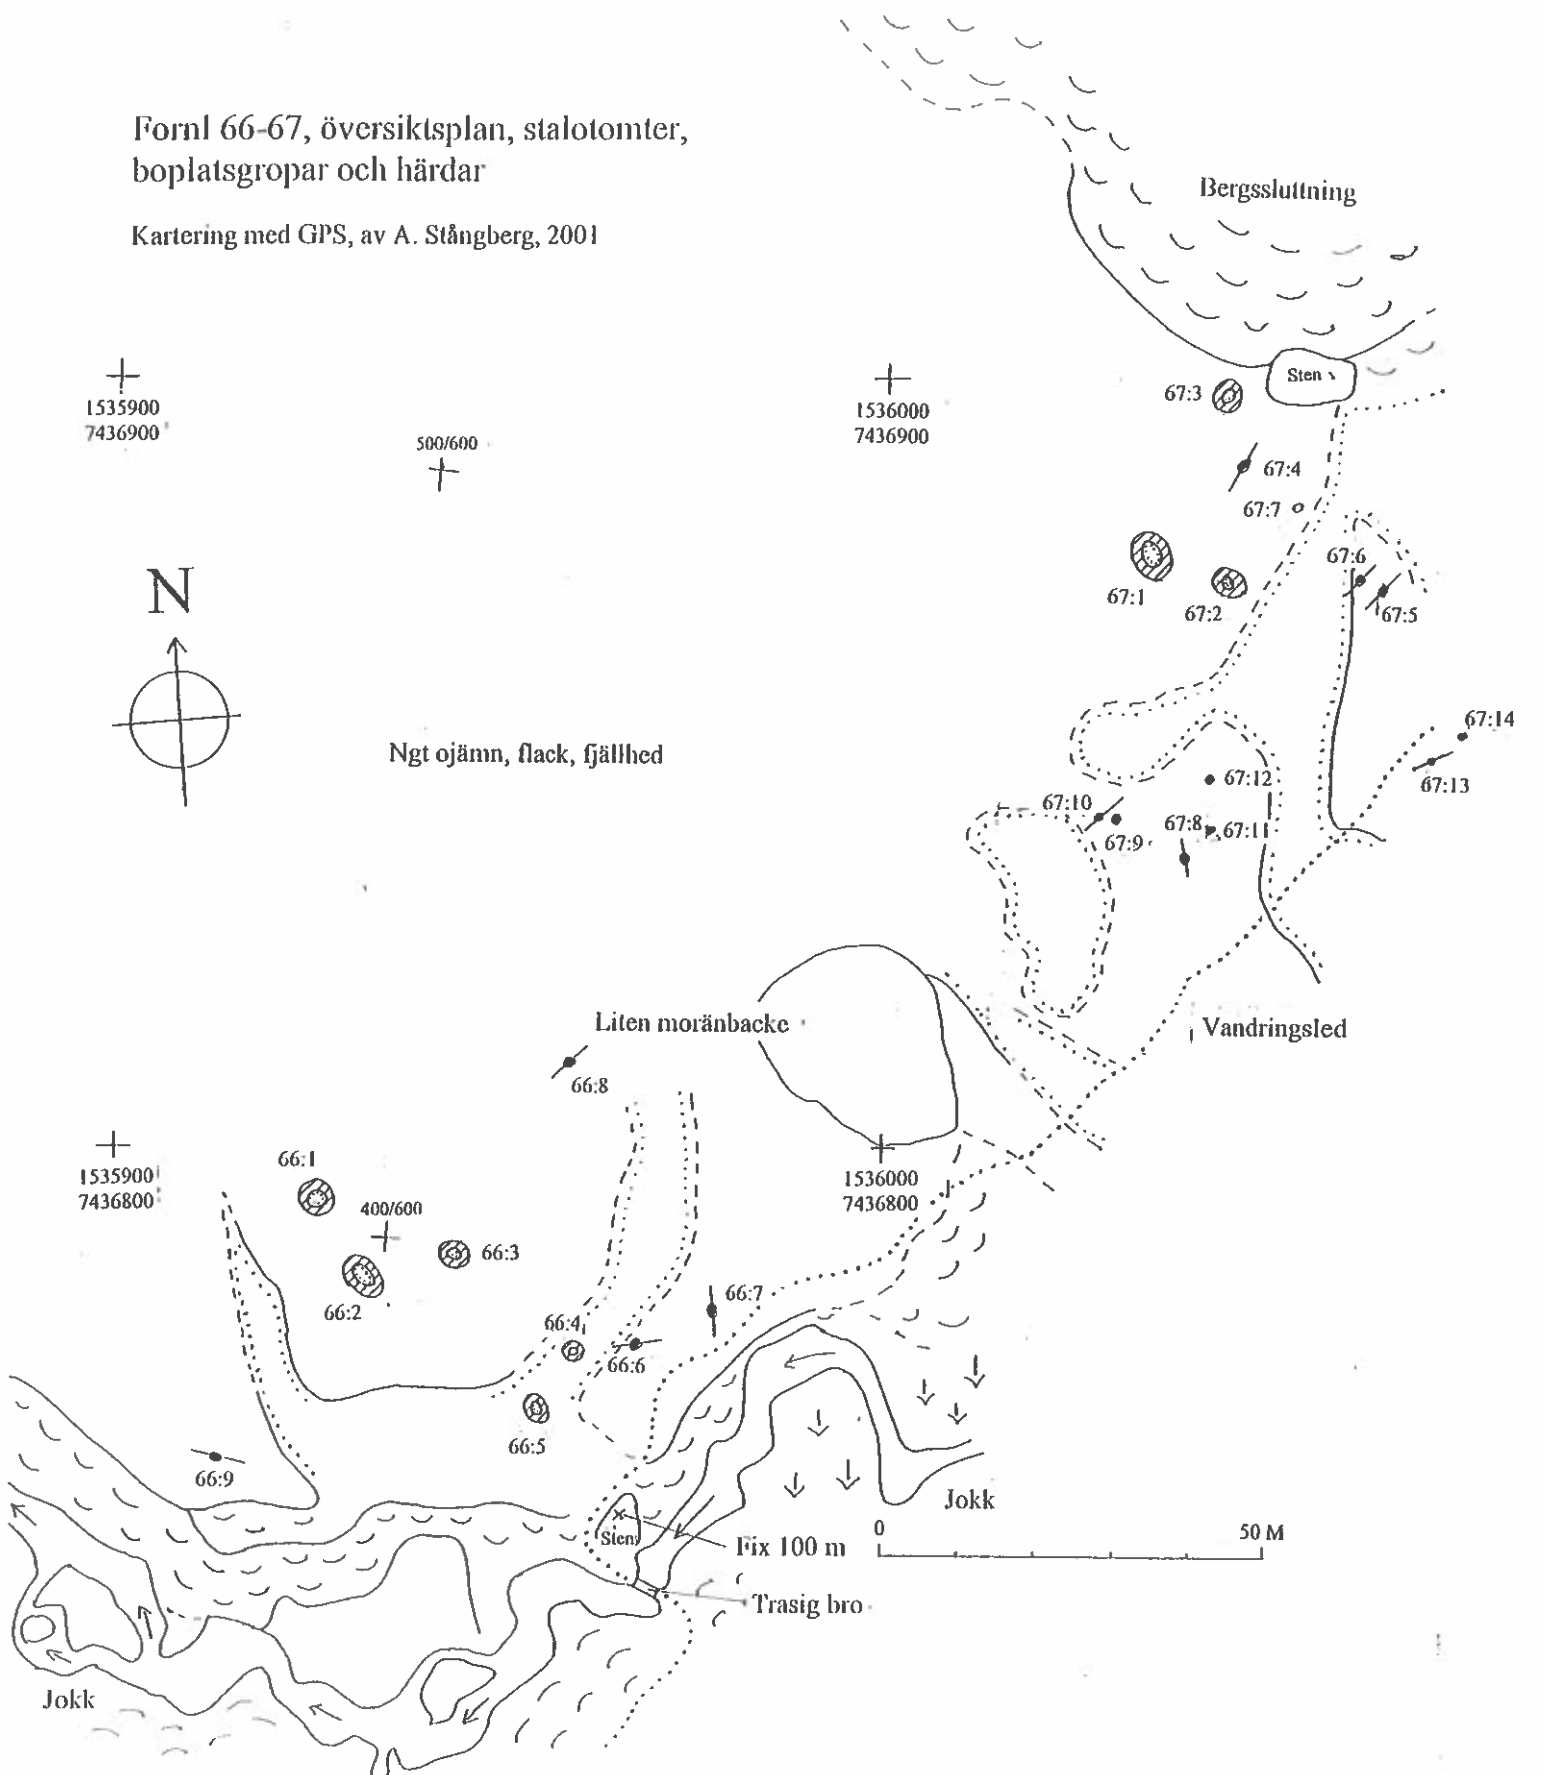 Fornl 66-67, översiktsplan, stalotomter,
boplatsgropar och härdar
Kartering med GPS, av A. Stångberg, 2001
Bergssluttning
Sten
67:3
1535900
7436900
500/600
1536000
7436900
67:4
67:7
67:6
67:1
67:2
67:5
N
67:14
Ngt ojämn, flack, fjällhed
67:12
67:13
67:10
67:8
67:11
67:9
Liten moränbacke
Vandringsled
66:8
66:1
1535900
7436800
1536000
7436800
400/600
66:3
66:2
66:7
66:4
66:6
66:5
66:9
Jokk
0
50 M
Sten
Fix 100 m
Trasig bro
Jokk